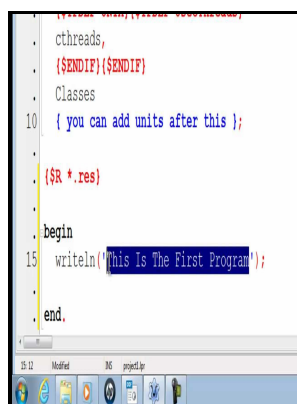 cthreads,
{$ENDIF}{$ENDIF}
Classes
10 { you can add units after this };
{$R *.res}
begin
15 writeln('This Is The First Program');
end.
15: 12 Modified INS project1.lpr